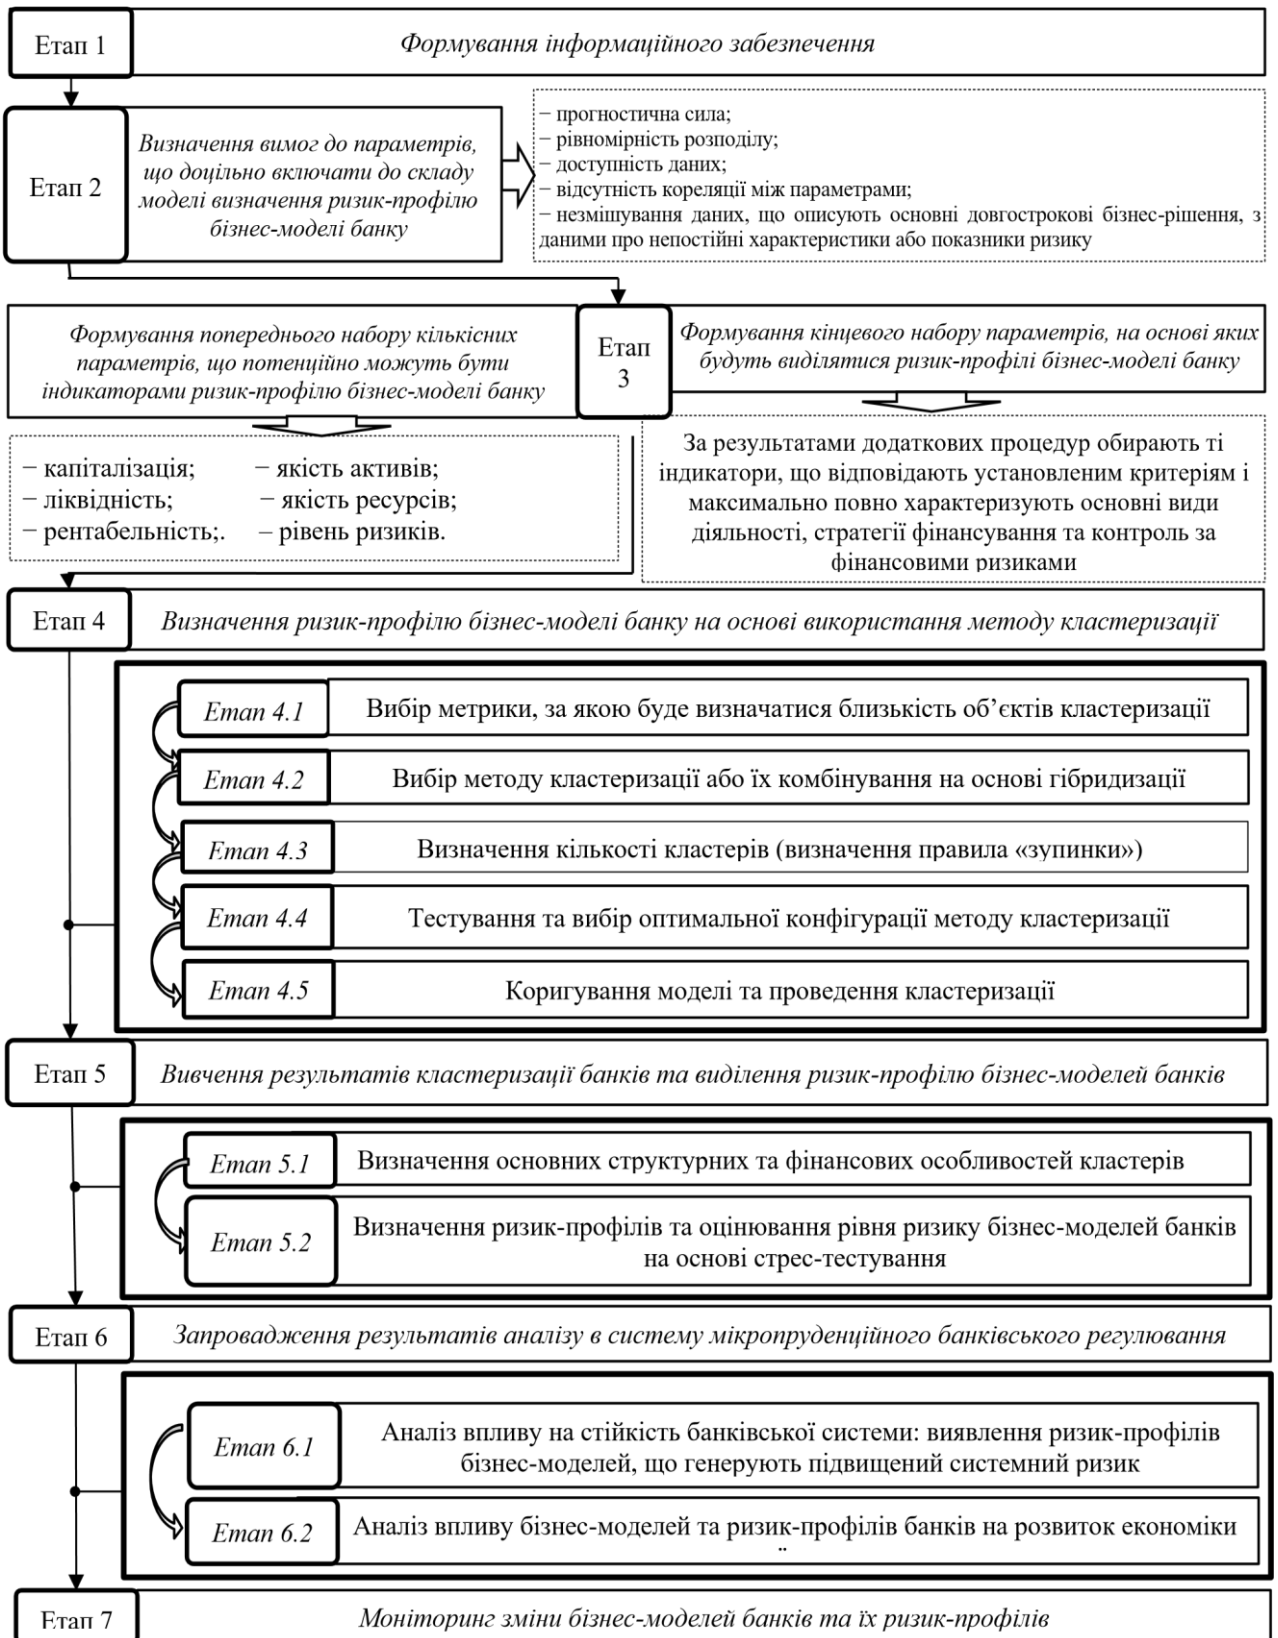 Етап 1
Формування інформаційного забезпечення
Етап 2
Визначення вимог до параметрів,
що доцільно включати до складу
моделі визначення ризик-профілю
бізнес-моделі банку
− прогностична сила;
− рівномірність розподілу;
− доступність даних;
− відсутність кореляції між параметрами;
− незмішування даних, що описують основні довгострокові бізнес-рішення, з
даними про непостійні характеристики або показники ризику
Формування попереднього набору кількісних
параметрів, що потенційно можуть бути
індикаторами ризик-профілю бізнес-моделі банку
Етап
3
Формування кінцевого набору параметрів, на основі яких
будуть виділятися ризик-профілі бізнес-моделі банку
− капіталізація; − якість активів;
− ліквідність; − якість ресурсів;
− рентабельність;. − рівень ризиків.
За результатами додаткових процедур обирають ті
індикатори, що відповідають установленим критеріям і
максимально повно характеризують основні види
діяльності, стратегії фінансування та контроль за
фінансовими ризиками
Етап 4
Визначення ризик-профілю бізнес-моделі банку на основі використання методу кластеризації
Етап 4.1
Вибір метрики, за якою буде визначатися близькість об’єктів кластеризації
Етап 4.2
Вибір методу кластеризації або їх комбінування на основі гібридизації
Етап 4.3
Визначення кількості кластерів (визначення правила «зупинки»)
Етап 4.4
Тестування та вибір оптимальної конфігурації методу кластеризації
Етап 4.5
Коригування моделі та проведення кластеризації
Етап 5
Вивчення результатів кластеризації банків та виділення ризик-профілю бізнес-моделей банків
Етап 5.1
Визначення основних структурних та фінансових особливостей кластерів
Етап 5.2
Визначення ризик-профілів та оцінювання рівня ризику бізнес-моделей банків
на основі стрес-тестування
Етап 6
Запровадження результатів аналізу в систему мікропруденційного банківського регулювання
Етап 6.1
Аналіз впливу на стійкість банківської системи: виявлення ризик-профілів
бізнес-моделей, що генерують підвищений системний ризик
Етап 6.2
Аналіз впливу бізнес-моделей та ризик-профілів банків на розвиток економіки
Етап 7
Моніторинг зміни бізнес-моделей банків та їх ризик-профілів